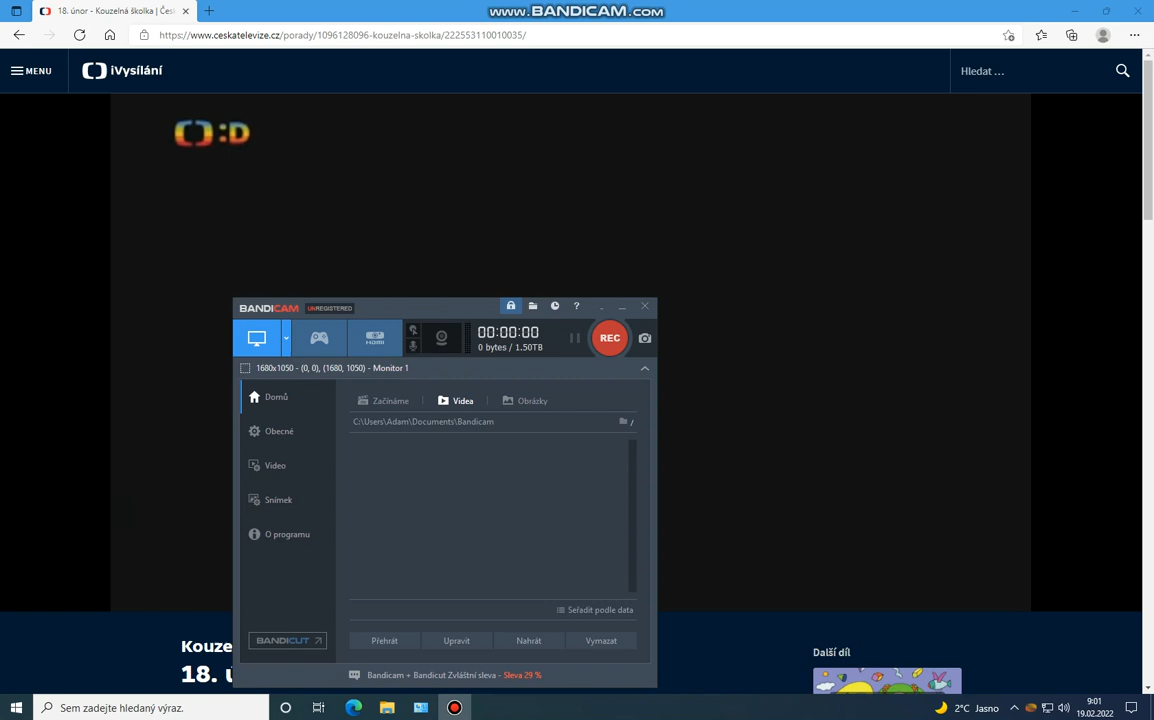 www.BANDICAM.com
18. únor - Kouzelná školka | Čes
https://www.ceskatelevize.cz/porady/1096128096-kouzelna-skolka/222553110010035/
MENU
iVysílání
Hledat ...
:D
BANDICAM UNREGISTERED
?
HDMI
00:00:00
0 bytes / 1.50TB
REC
1680x1050 - (0, 0), (1680, 1050) - Monitor 1
Domů
Obecné
Video
Snímek
O programu
BANDICUT
Začínáme
Videa
Obrázky
C:\Users\Adam\Documents\Bandicam
Seřadit podle data
Přehrát
Upravit
Nahrát
Vymazat
Bandicam + Bandicut Zvláštní sleva - Sleva 29 %
Kouze
18. ú
Další díl
Sem zadejte hledaný výraz.
2°C Jasno
9:01
19.02.2022